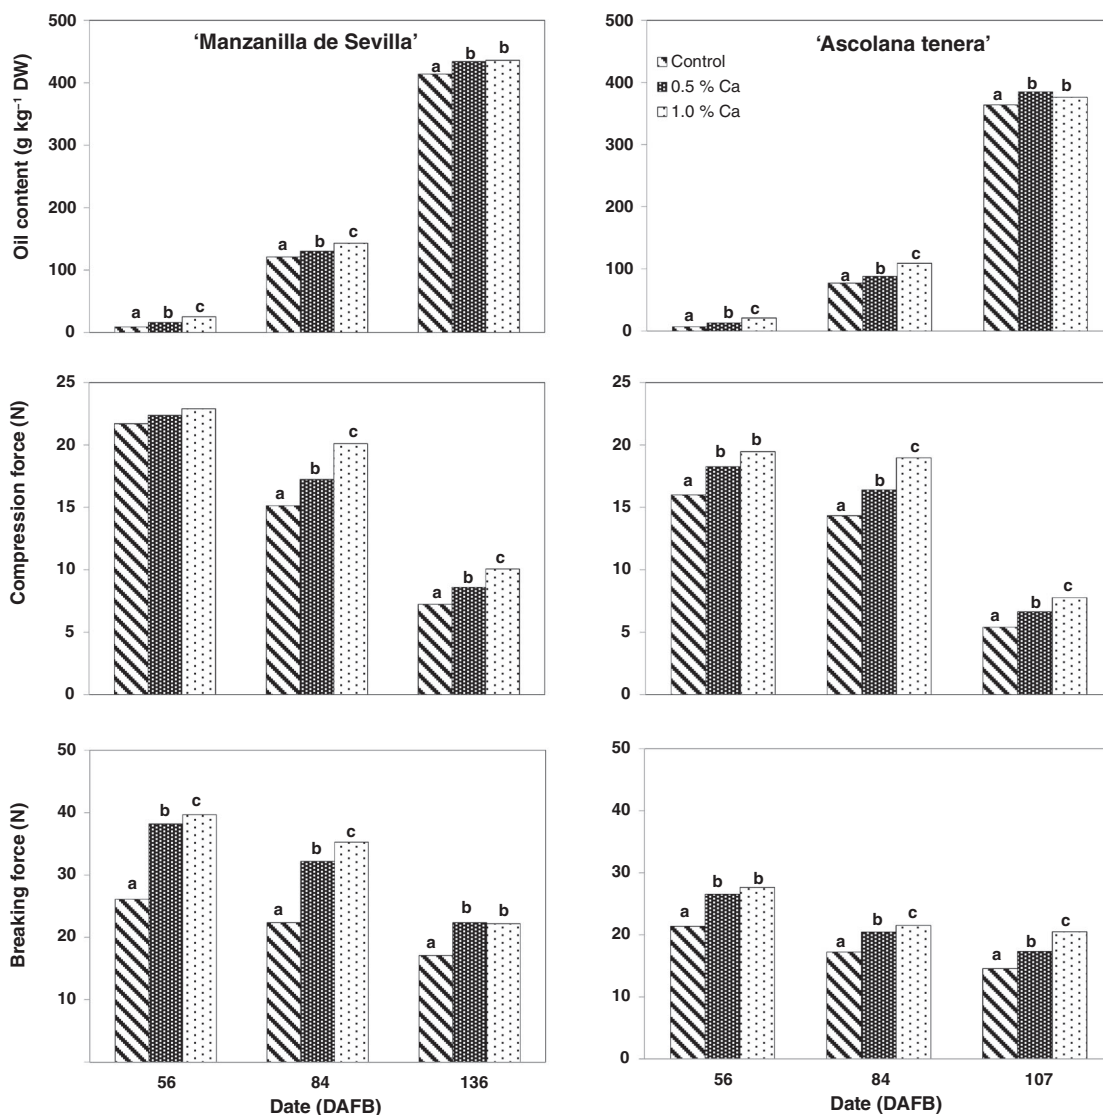 ‘Manzanilla de Sevilla’
Oil content (g kg⁻¹ DW)
500
400
300
200
100
0
a b c
a b c
a b b
‘Ascolana tenera’
Control
0.5 % Ca
1.0 % Ca
500
400
300
200
100
0
a b c
a b c
a b b
Compression force (N)
25
20
15
10
5
0
a b c
a b c
25
20
15
10
5
0
a b b
a b c
a b c
Breaking force (N)
50
40
30
20
10
a b c
a b c
a b b
56 84 136
Date (DAFB)
50
40
30
20
10
0
a b b
a b c
a b c
56 84 107
Date (DAFB)